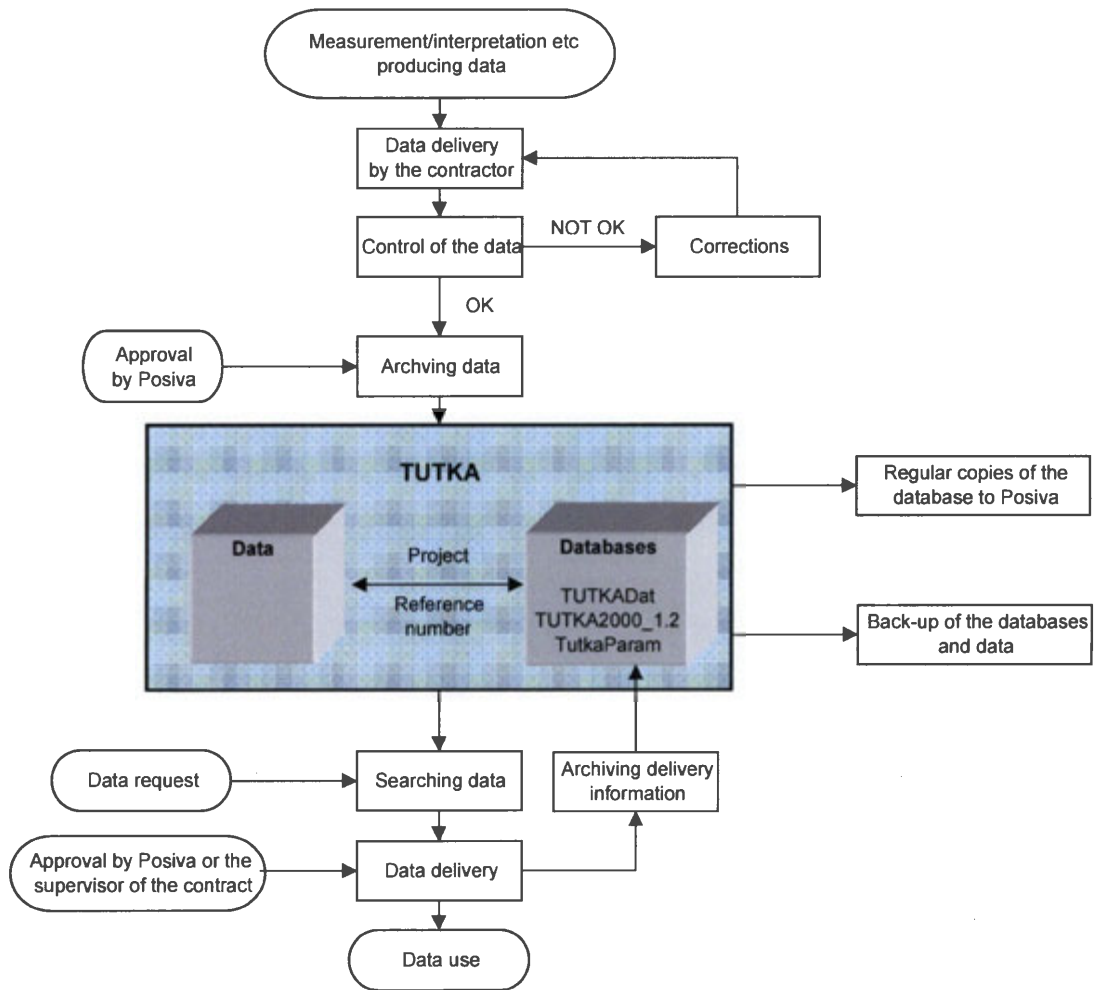 Measurement/interpretation etc
producing data
Data delivery
by the contractor
NOT OK
Control of the data
Corrections
OK
Approval
by Posiva
Archving data
TUTKA
Regular copies of the
database to Posiva
Data
Databases
Project
Reference
number
TUTKADat
TUTKA2000_1.2
TutkaParam
Back-up of the databases
and data
Data request
Searching data
Archiving delivery
information
Approval by Posiva or the
supervisor of the contract
Data delivery
Data use